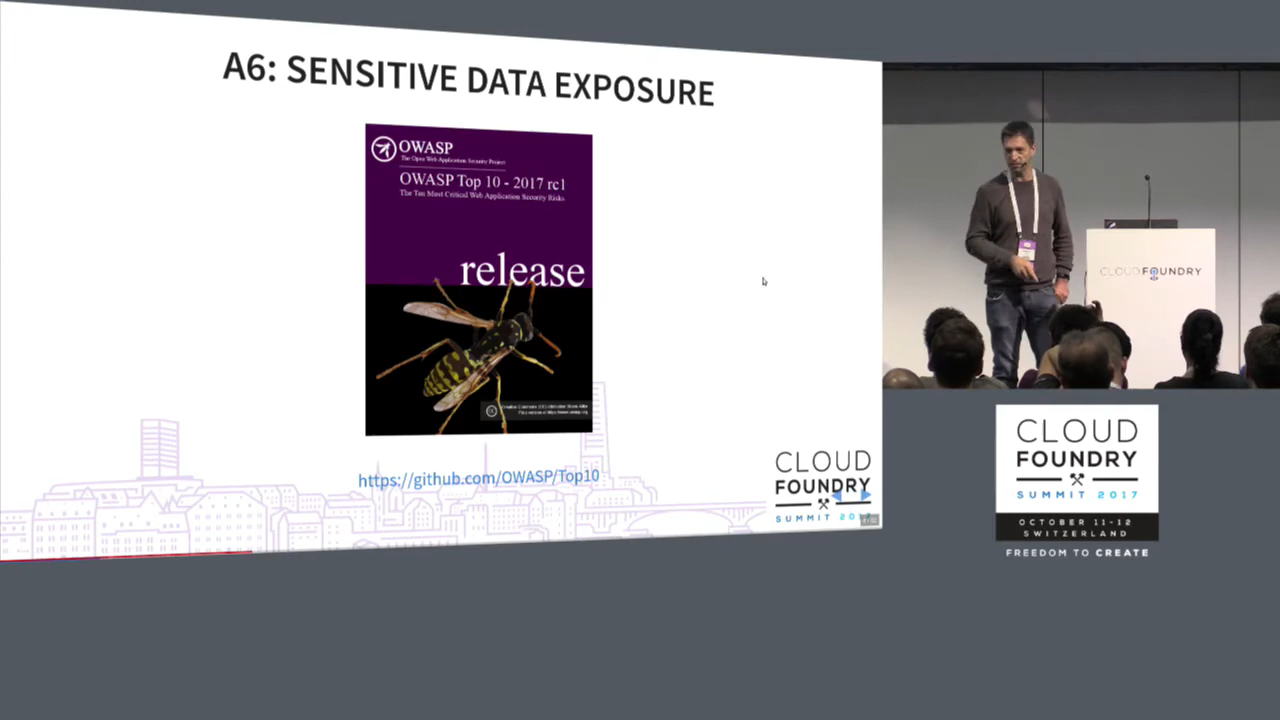 A6: SENSITIVE DATA EXPOSURE
OWASP
The Open Web Application Security Project
OWASP Top 10 - 2017 rc1
The Ten Most Critical Web Application Security Risks
release
https://github.com/OWASP/Top10
CLOUD
FOUNDRY
SUMMIT 2017
CLOUD FOUNDRY
CLOUD
FOUNDRY
SUMMIT 2017
OCTOBER 11-12
SWITZERLAND
FREEDOM TO CREATE